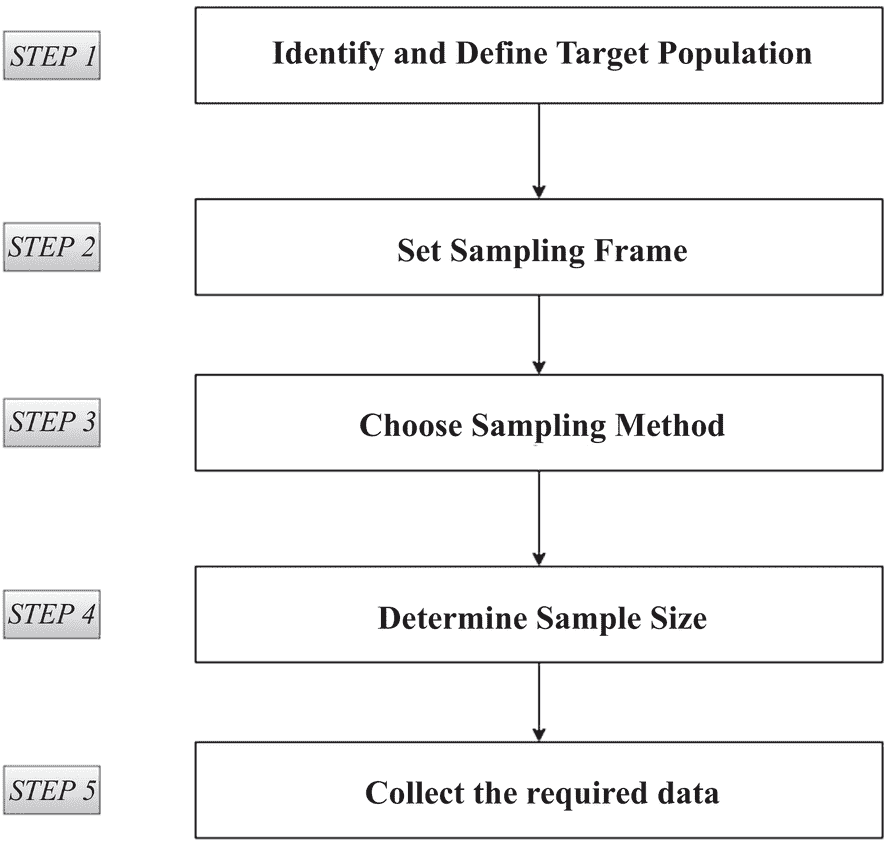 STEP 1
Identify and Define Target Population
STEP 2
Set Sampling Frame
STEP 3
Choose Sampling Method
STEP 4
Determine Sample Size
STEP 5
Collect the required data